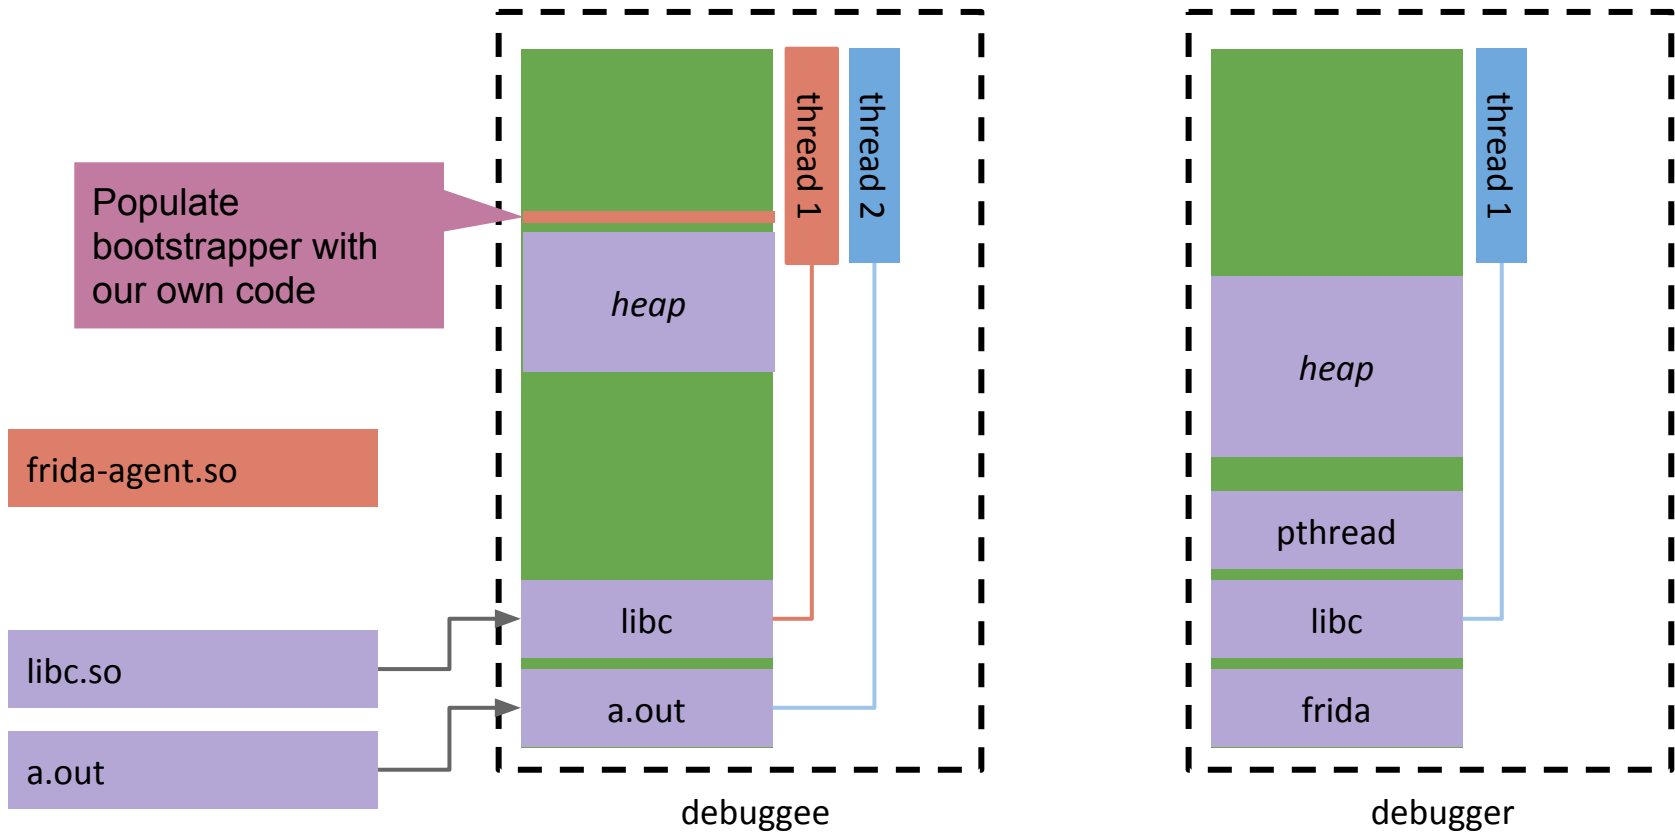 Populate
bootstrapper with
our own code
frida-agent.so
libc.so
a.out
thread 1
thread 2
heap
libc
a.out
debuggee
thread 1
heap
pthread
libc
frida
debugger